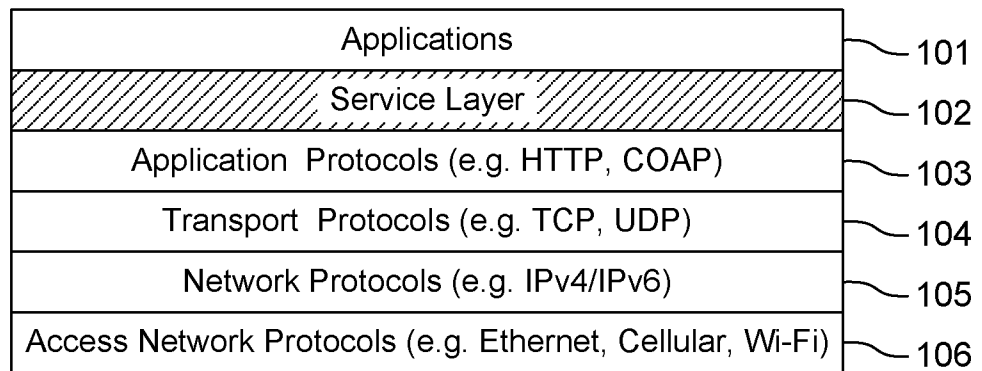 Applications 101
Service Layer 102
Application Protocols (e.g. HTTP, COAP) 103
Transport Protocols (e.g. TCP, UDP) 104
Network Protocols (e.g. IPv4/IPv6) 105
Access Network Protocols (e.g. Ethernet, Cellular, Wi-Fi) 106